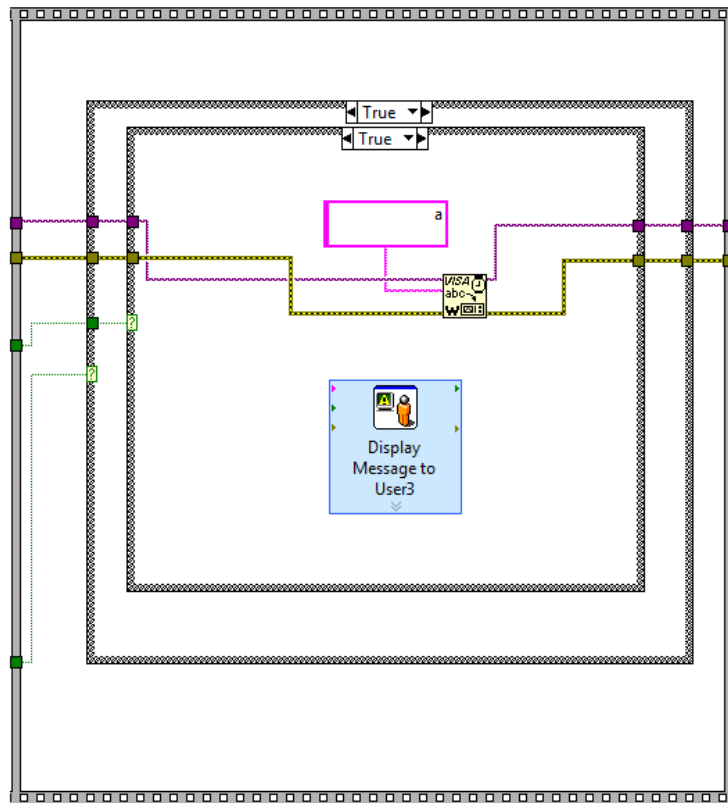 True
True
a
VISA
abc
W
?
?
A
Display
Message to
User3